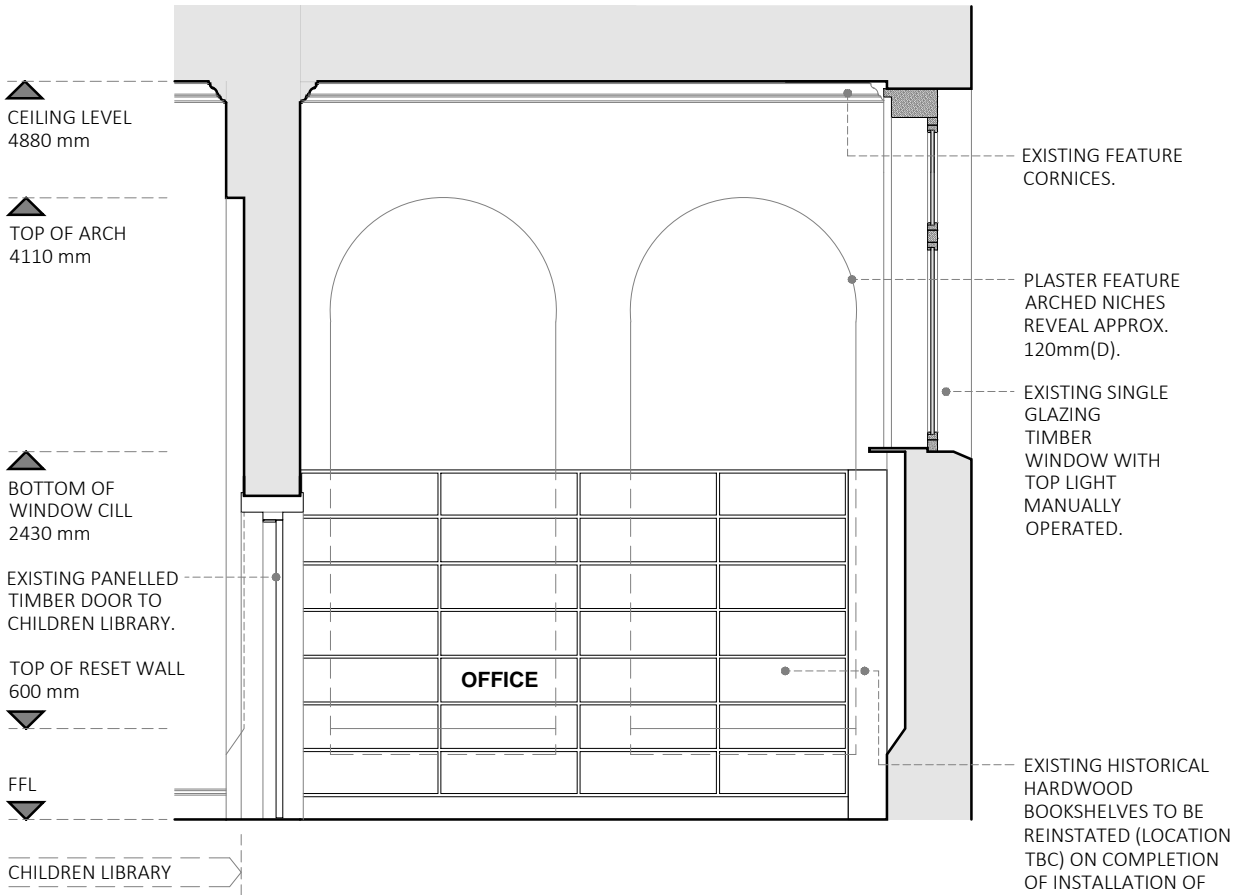 CEILING LEVEL
4880 mm
TOP OF ARCH
4110 mm
BOTTOM OF
WINDOW CILL
2430 mm
EXISTING PANELLED
TIMBER DOOR TO
CHILDREN LIBRARY.
TOP OF RESET WALL
600 mm
FFL
CHILDREN LIBRARY
OFFICE
EXISTING FEATURE
CORNICES.
PLASTER FEATURE
ARCHED NICHES
REVEAL APPROX.
120mm(D).
EXISTING SINGLE
GLAZING
TIMBER
WINDOW WITH
TOP LIGHT
MANUALLY
OPERATED.
EXISTING HISTORICAL
HARDWOOD
BOOKSHELVES TO BE
REINSTATED (LOCATION
TBC) ON COMPLETION
OF INSTALLATION OF